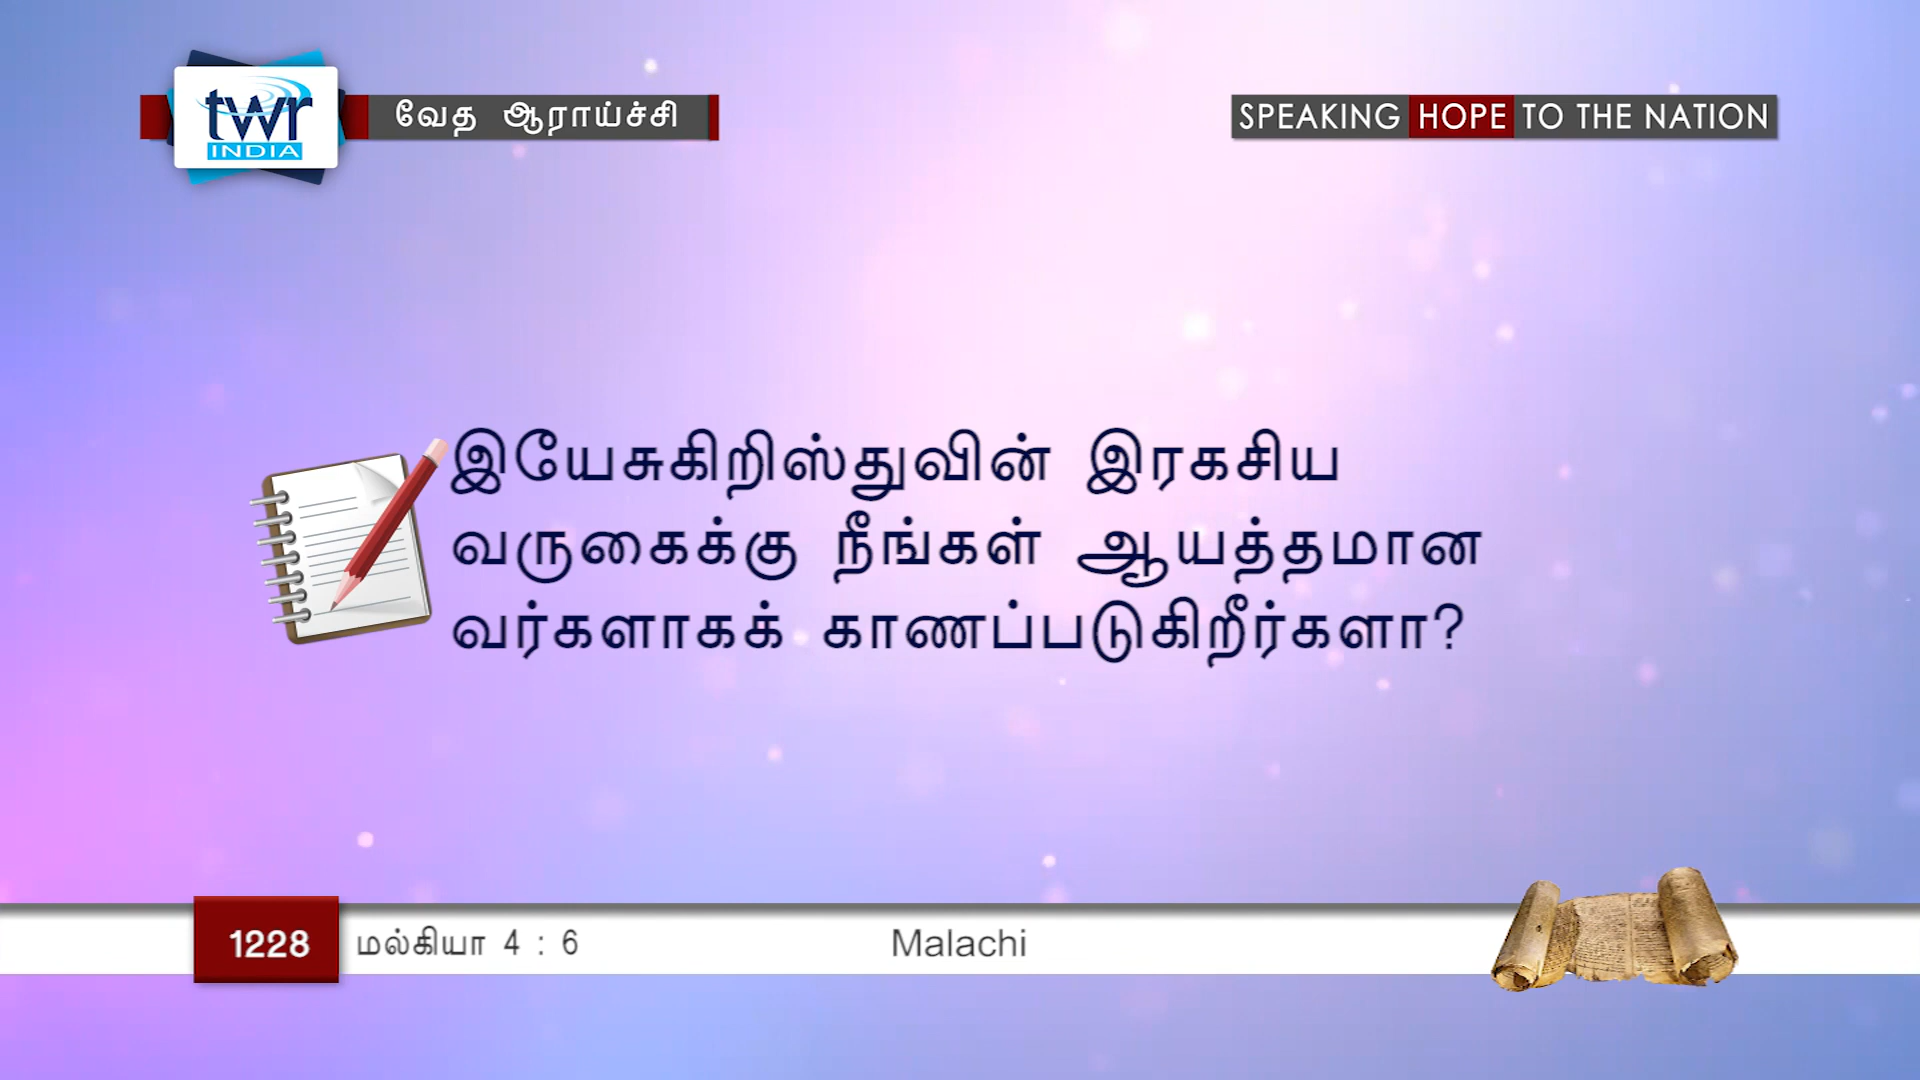 twr
INDIA
வேத ஆராய்ச்சி
SPEAKING HOPE TO THE NATION
இயேசுகிறிஸ்துவின் இரகசிய
வருகைக்கு நீங்கள் ஆயத்தமான
வர்களாகக் காணப்படுகிறீர்களா?
1228 மல்கியா 4 : 6 Malachi